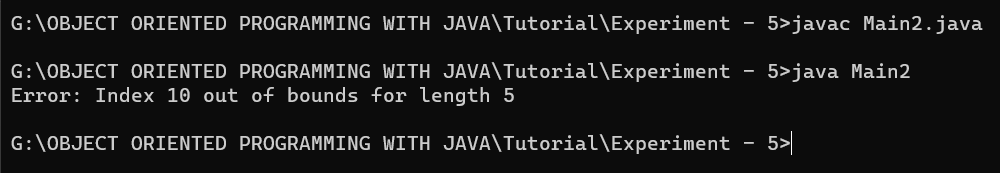 G:\OBJECT ORIENTED PROGRAMMING WITH JAVA\Tutorial\Experiment - 5>javac Main2.java
G:\OBJECT ORIENTED PROGRAMMING WITH JAVA\Tutorial\Experiment - 5>java Main2
Error: Index 10 out of bounds for length 5
G:\OBJECT ORIENTED PROGRAMMING WITH JAVA\Tutorial\Experiment - 5>